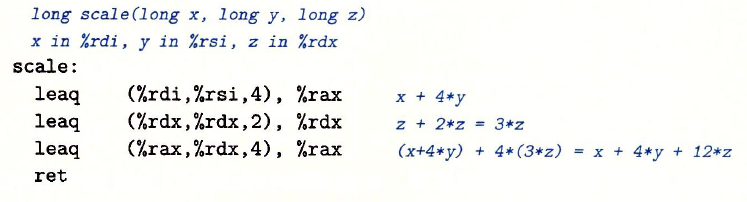 long scale(long x, long y, long z)
x in %rdi, y in %rsi, z in %rdx
scale:
leaq (%rdi,%rsi,4), %rax x + 4*y
leaq (%rdx,%rdx,2), %rdx z + 2*z = 3*z
leaq (%rax,%rdx,4), %rax (x+4*y) + 4*(3*z) = x + 4*y + 12*z
ret